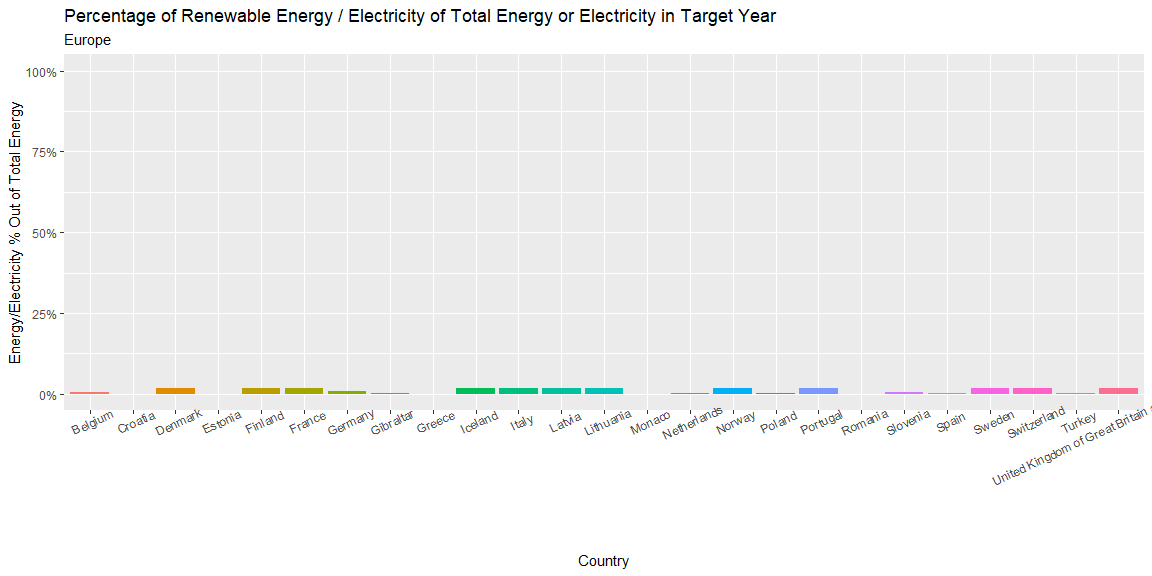 Percentage of Renewable Energy / Electricity of Total Energy or Electricity in Target Year
Europe
Energy/Electricity % Out of Total Energy
100%
75%
50%
25%
0%
Belgium
Croatia
Denmark
Estonia
Finland
France
Germany
Gibraltar
Greece
Iceland
Italy
Latvia
Lithuania
Monaco
Netherlands
Norway
Poland
Portugal
Romania
Slovenia
Spain
Sweden
Switzerland
Turkey
United Kingdom of Great Britain
Country